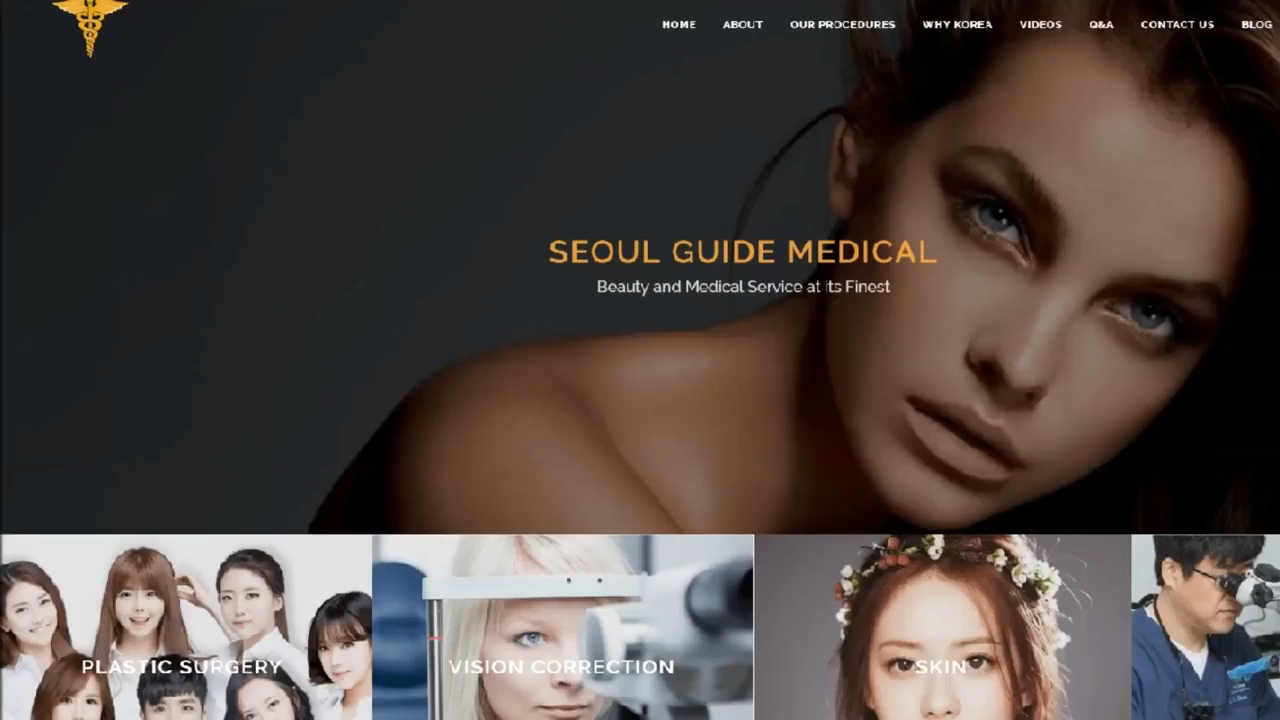 HOME ABOUT OUR PROCEDURES WHY KOREA VIDEOS Q&A CONTACT US BLOG
SEOUL GUIDE MEDICAL
Beauty and Medical Service at its Finest
PLASTIC SURGERY VISION CORRECTION SKIN